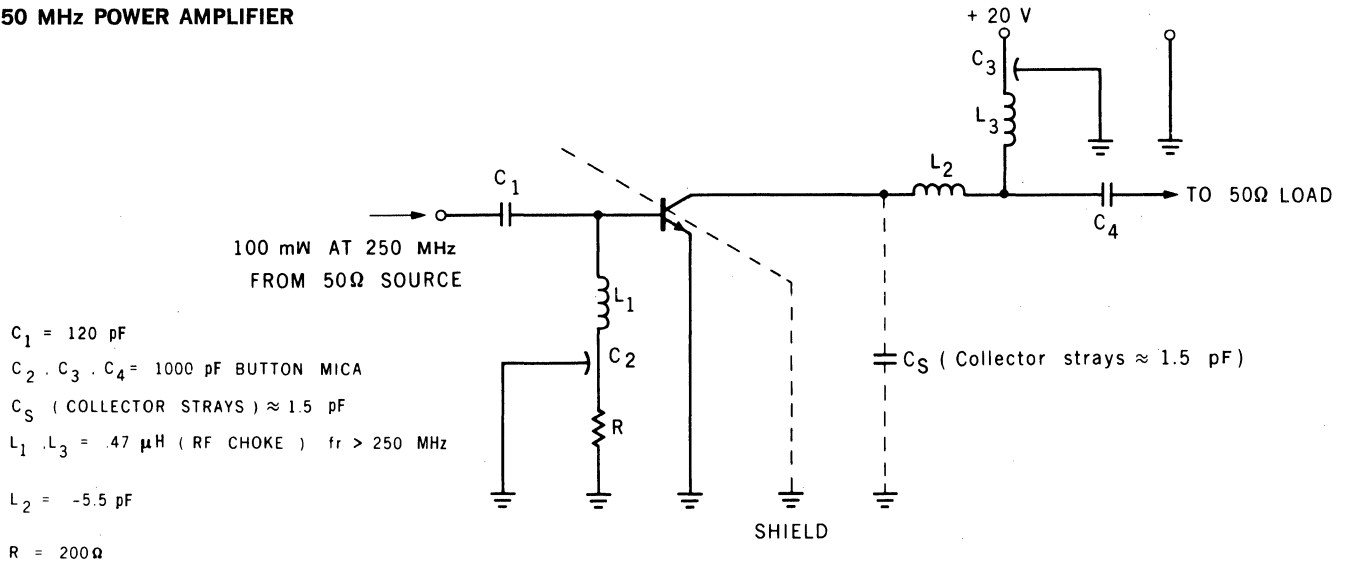 50 MHz POWER AMPLIFIER
+ 20 V
C3
L3
L2
C1
TO 50Ω LOAD
C4
100 mW AT 250 MHz
FROM 50Ω SOURCE
L1
C2
CS ( Collector strays ≈ 1.5 pF)
R
SHIELD
C1 = 120 pF
C2 . C3 . C4 = 1000 pF BUTTON MICA
CS ( COLLECTOR STRAYS ) ≈ 1.5 pF
L1 .L3 = .47 μH ( RF CHOKE ) fr > 250 MHz
L2 = -5.5 pF
R = 200Ω